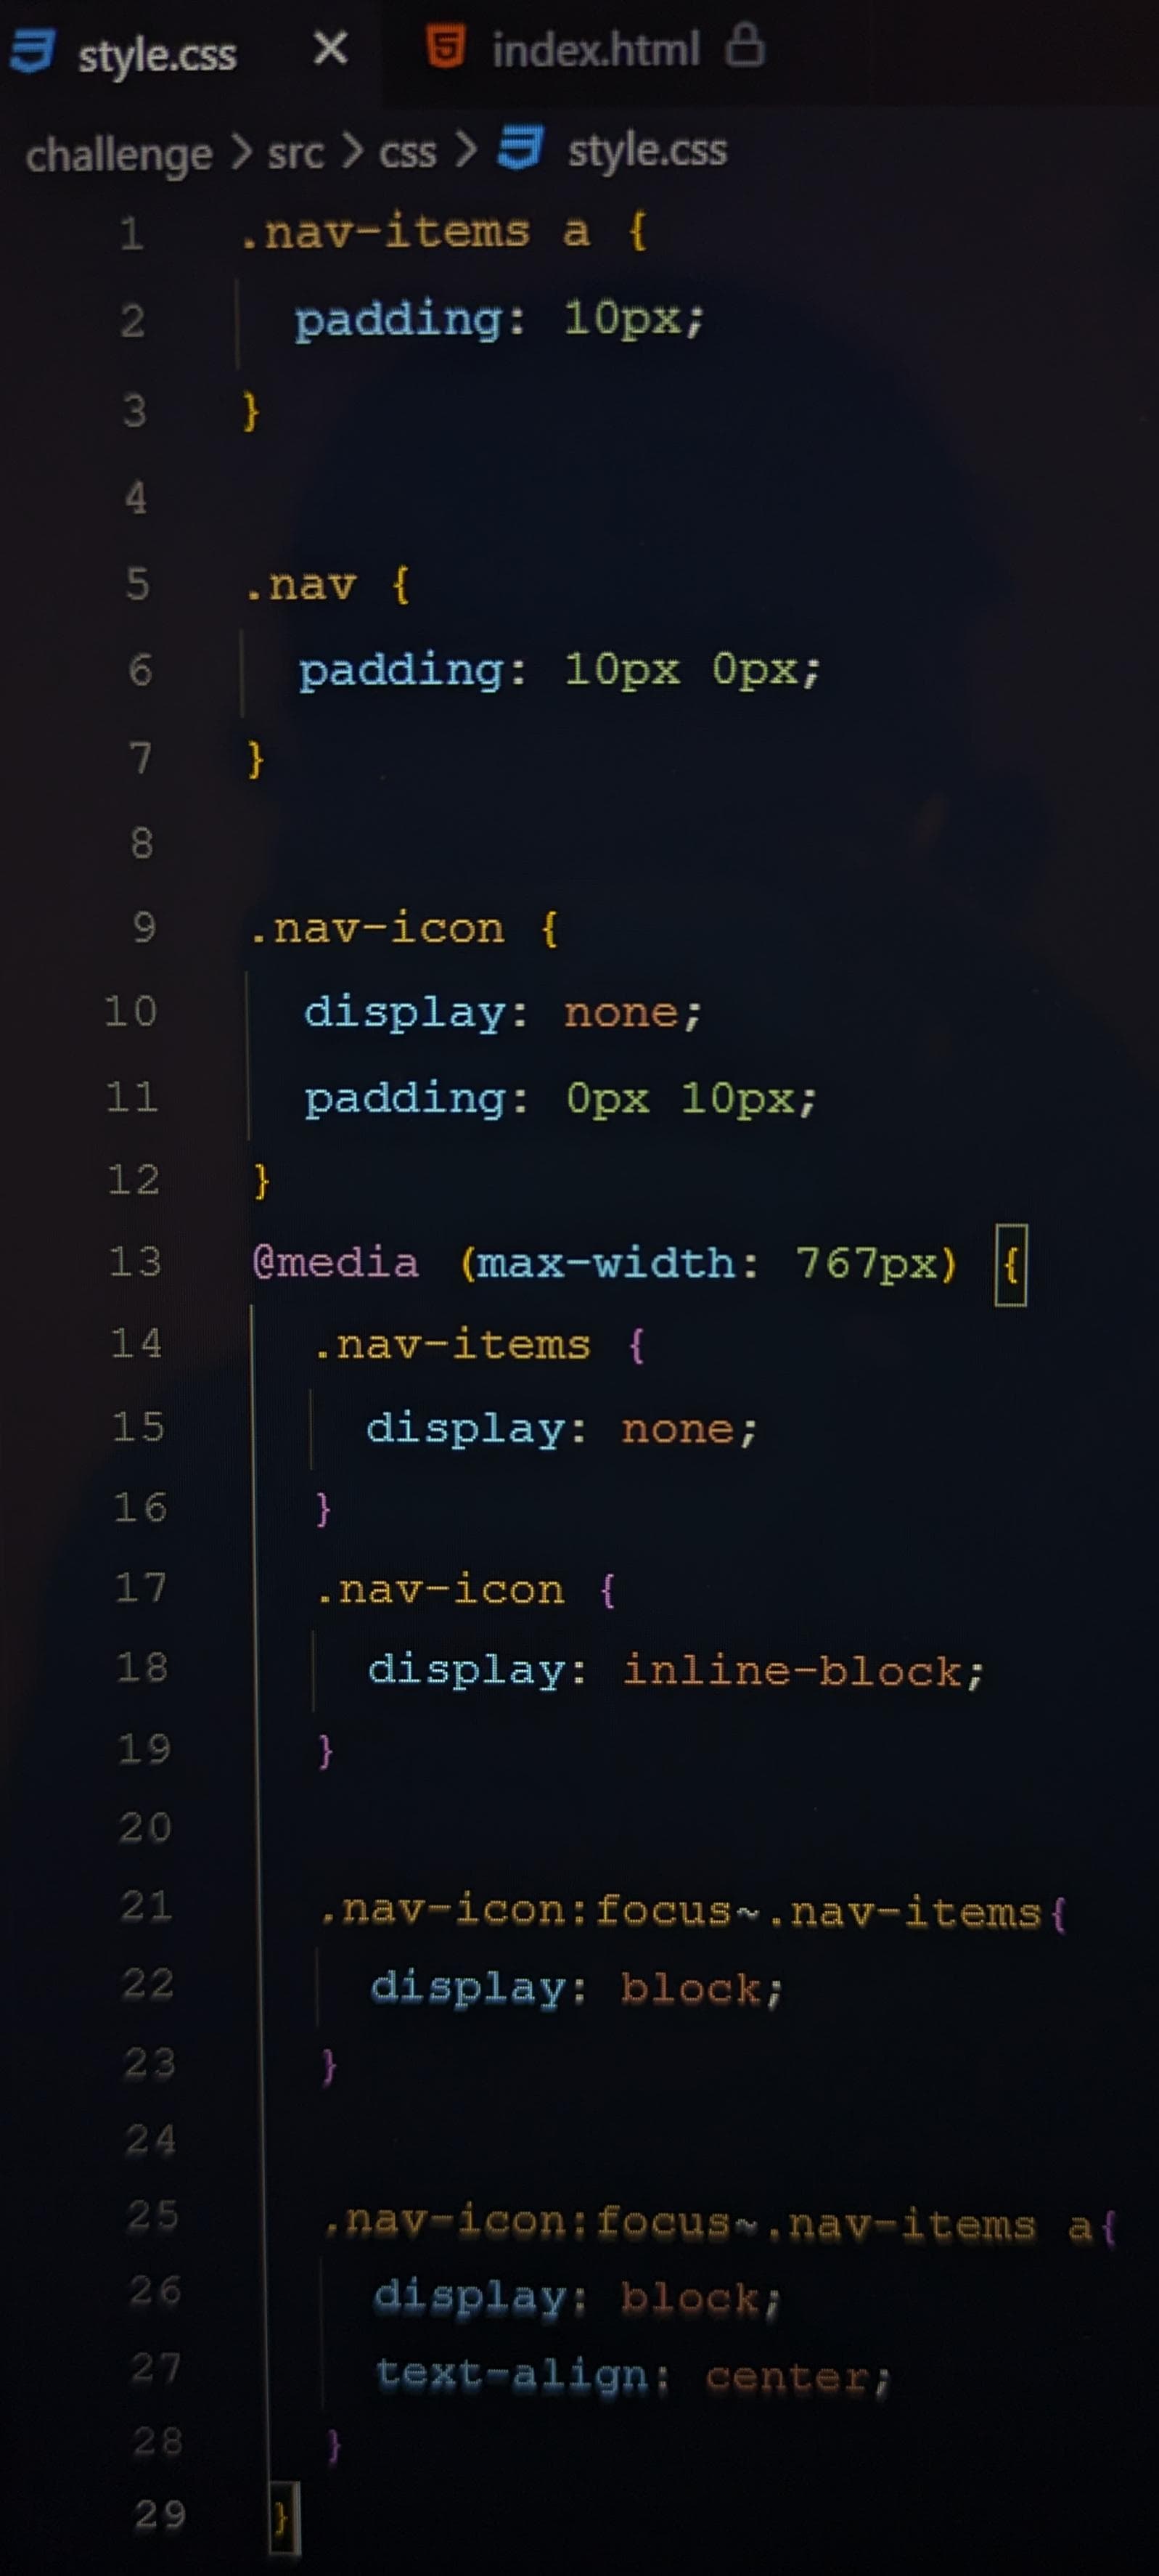 style.css × index.html
challenge > src > css > style.css
1 .nav-items a {
2 padding: 10px;
3 }
4
5 .nav {
6 padding: 10px 0px;
7 }
8
9 .nav-icon {
10 display: none;
11 padding: 0px 10px;
12 }
13 @media (max-width: 767px) {
14 .nav-items {
15 display: none;
16 }
17 .nav-icon {
18 display: inline-block;
19 }
20
21 .nav-icon:focus~.nav-items{
22 display: block;
23 }
24
25 .nav-icon:focus~.nav-items a{
26 display: block;
27 text-align: center;
28 }
29 }